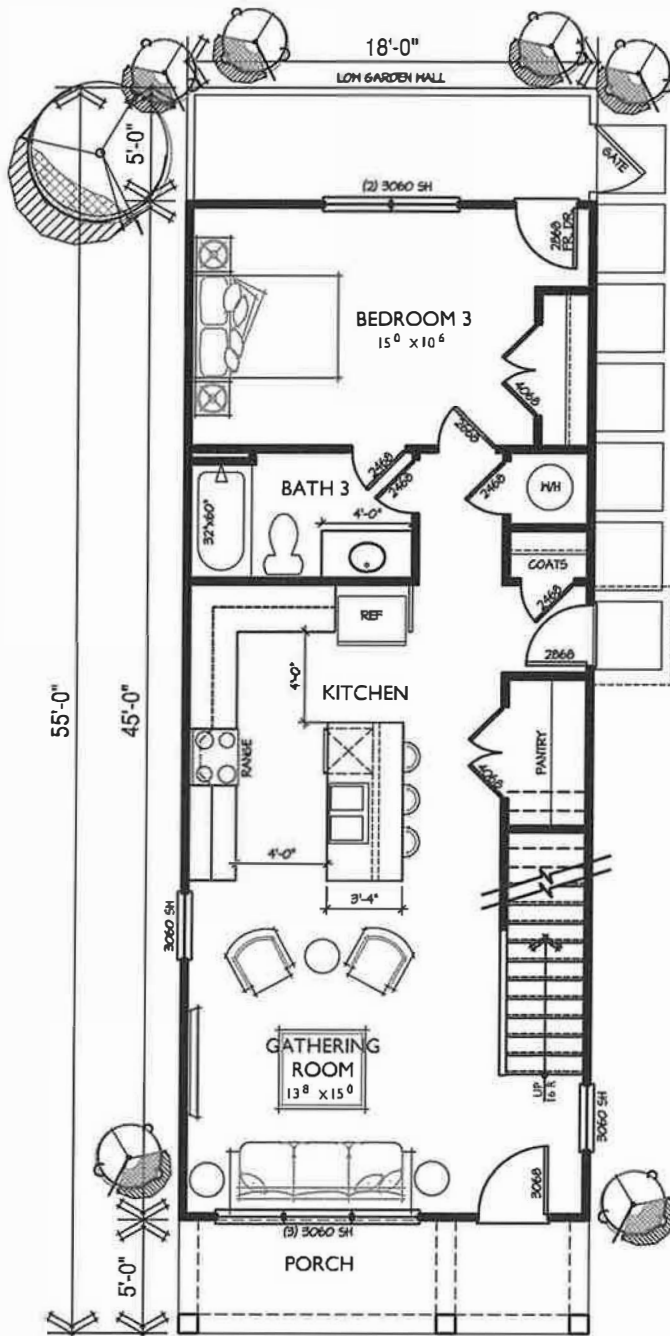 18'-0"
LOW GARDEN WALL
5'-0"
GATE
(2) 3060 SH
2868
FR. DR
BEDROOM 3
15⁰ X 10⁶
4068
2868
2468
2468
2468
BATH 3
4'-0"
32"x60"
W/H
COATS
2468
2868
REF
4'-0"
KITCHEN
RANGE
PANTRY
4068
55'-0"
45'-0"
4'-0"
3'-4"
3060 SH
GATHERING
ROOM
13⁸ X 15⁰
UP
16 R
3060 SH
3068
(3) 3060 SH
PORCH
5'-0"